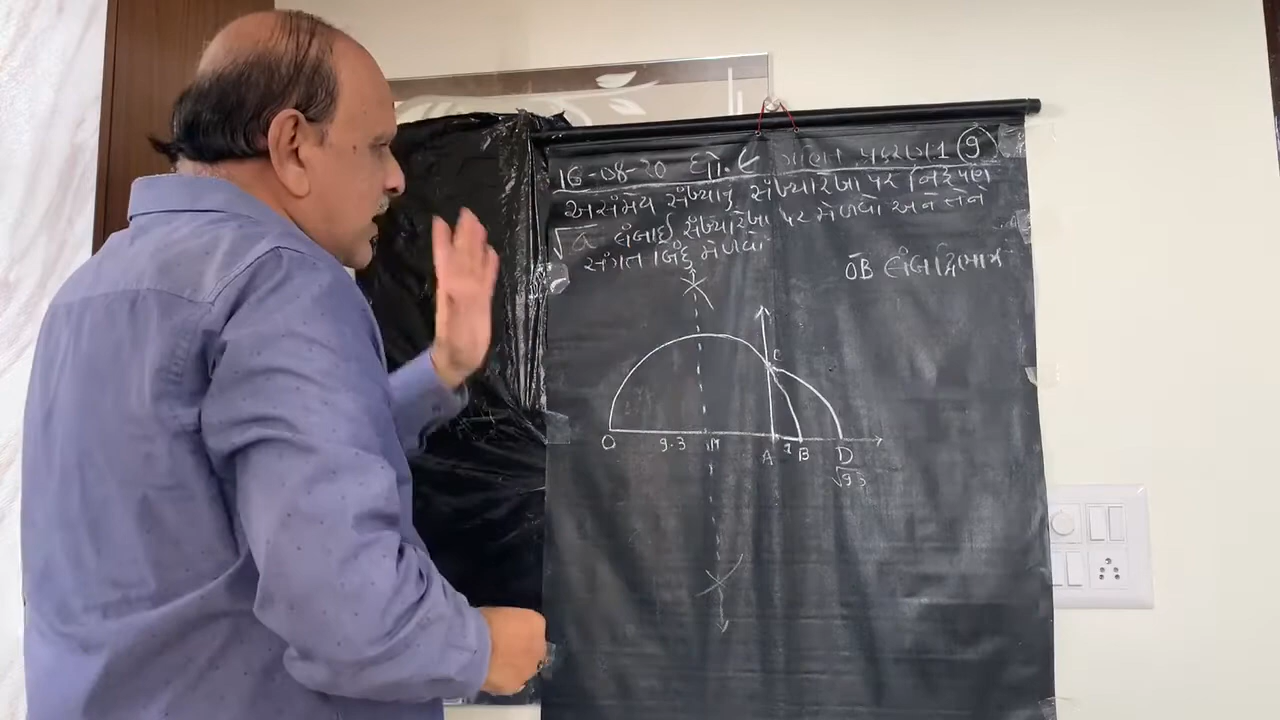 16-08-20 ધો. ૯ ગણિત પ્રકરણ 1 9
અસંમેય સંખ્યાનું સંખ્યારેખા પર નિરૂપણ
√a લંબાઈ સંખ્યારેખા પર મેળવો અને તેને
સંગત બિંદુ મેળવો
OB લંબદ્વિભાજક
C
O 9.3 M A 1 B D
√9.3